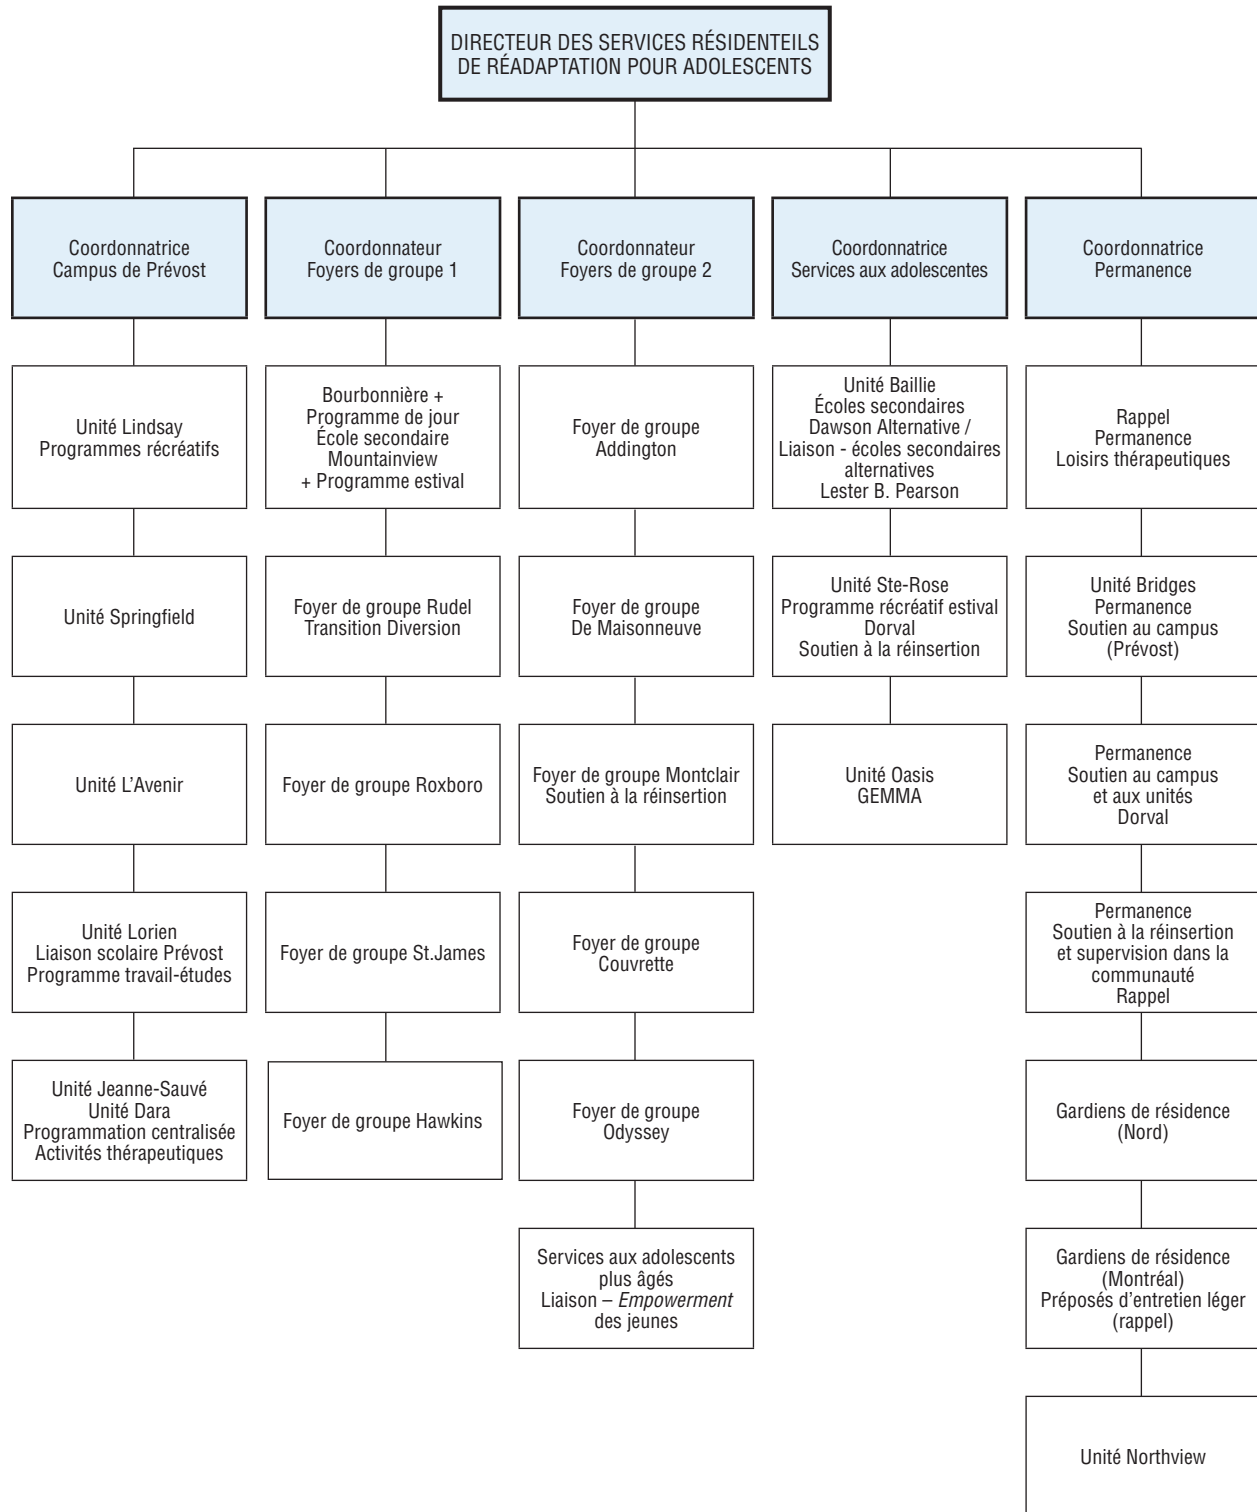 DIRECTEUR DES SERVICES RÉSIDENTEILS
DE RÉADAPTATION POUR ADOLESCENTS
Coordonnatrice
Campus de Prévost
Coordonnateur
Foyers de groupe 1
Coordonnateur
Foyers de groupe 2
Coordonnatrice
Services aux adolescentes
Coordonnatrice
Permanence
Unité Lindsay
Programmes récréatifs
Bourbonnière +
Programme de jour
École secondaire
Mountainview
+ Programme estival
Foyer de groupe
Addington
Unité Baillie
Écoles secondaires
Dawson Alternative /
Liaison - écoles secondaires
alternatives
Lester B. Pearson
Rappel
Permanence
Loisirs thérapeutiques
Unité Springfield
Foyer de groupe Rudel
Transition Diversion
Foyer de groupe
De Maisonneuve
Unité Ste-Rose
Programme récréatif estival
Dorval
Soutien à la réinsertion
Unité Bridges
Permanence
Soutien au campus
(Prévost)
Unité L'Avenir
Foyer de groupe Roxboro
Foyer de groupe Montclair
Soutien à la réinsertion
Unité Oasis
GEMMA
Permanence
Soutien au campus
et aux unités
Dorval
Unité Lorien
Liaison scolaire Prévost
Programme travail-études
Foyer de groupe St.James
Foyer de groupe
Couvrette
Permanence
Soutien à la réinsertion
et supervision dans la
communauté
Rappel
Unité Jeanne-Sauvé
Unité Dara
Programmation centralisée
Activités thérapeutiques
Foyer de groupe Hawkins
Foyer de groupe
Odyssey
Gardiens de résidence
(Nord)
Services aux adolescents
plus âgés
Liaison – Empowerment
des jeunes
Gardiens de résidence
(Montréal)
Préposés d'entretien léger
(rappel)
Unité Northview